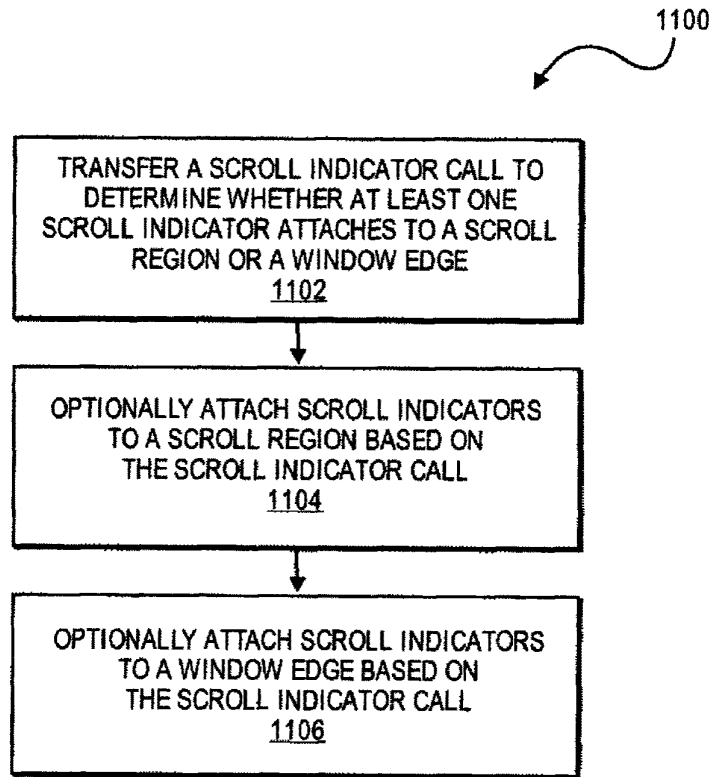 1100
TRANSFER A SCROLL INDICATOR CALL TO
DETERMINE WHETHER AT LEAST ONE
SCROLL INDICATOR ATTACHES TO A SCROLL
REGION OR A WINDOW EDGE
1102
OPTIONALLY ATTACH SCROLL INDICATORS
TO A SCROLL REGION BASED ON
THE SCROLL INDICATOR CALL
1104
OPTIONALLY ATTACH SCROLL INDICATORS
TO A WINDOW EDGE BASED ON
THE SCROLL INDICATOR CALL
1106